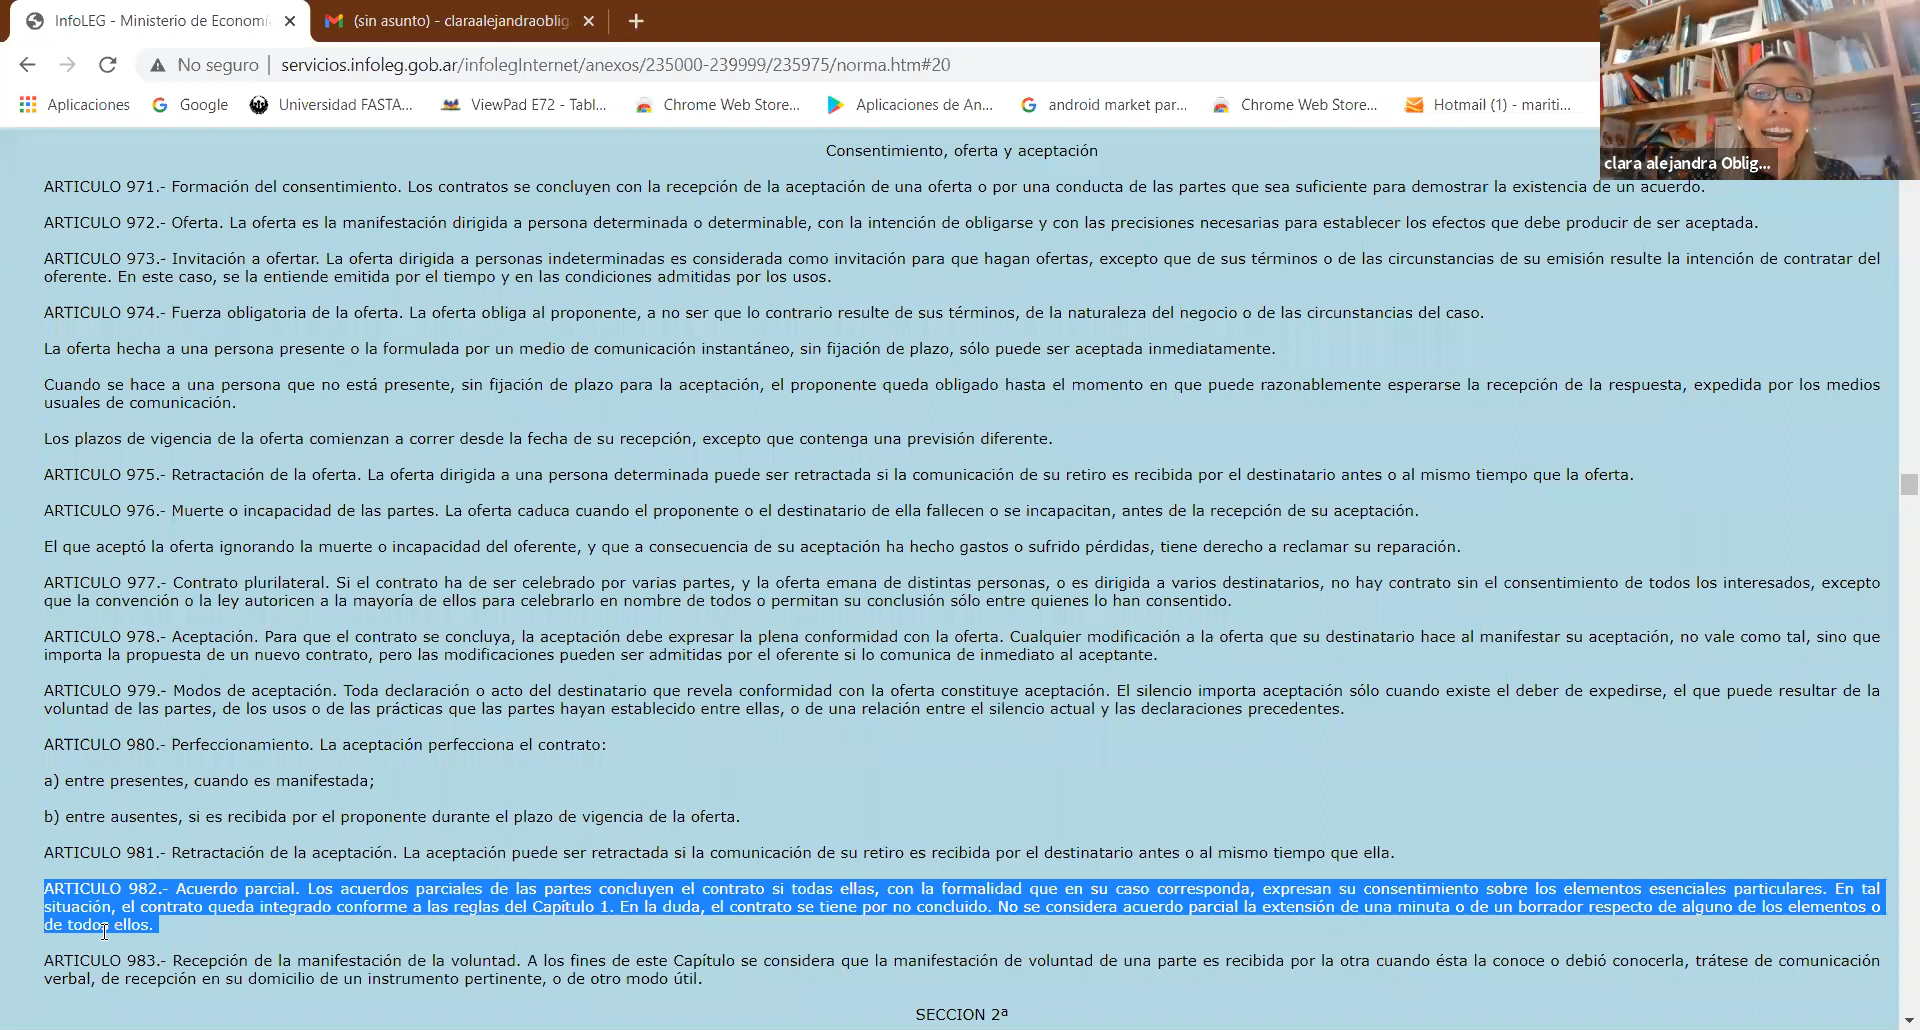 InfoLEG - Ministerio de Economí
(sin asunto) - claraalejandraoblig
No seguro
servicios.infoleg.gob.ar/infolegInternet/anexos/235000-239999/235975/norma.htm#20
Aplicaciones
Google
Universidad FASTA...
ViewPad E72 - Tabl...
Chrome Web Store...
Aplicaciones de An...
android market par...
Chrome Web Store...
Hotmail (1) - mariti...
clara alejandra Oblig...
Consentimiento, oferta y aceptación
ARTICULO 971.- Formación del consentimiento. Los contratos se concluyen con la recepción de la aceptación de una oferta o por una conducta de las partes que sea suficiente para demostrar la existencia de un acuerdo.
ARTICULO 972.- Oferta. La oferta es la manifestación dirigida a persona determinada o determinable, con la intención de obligarse y con las precisiones necesarias para establecer los efectos que debe producir de ser aceptada.
ARTICULO 973.- Invitación a ofertar. La oferta dirigida a personas indeterminadas es considerada como invitación para que hagan ofertas, excepto que de sus términos o de las circunstancias de su emisión resulte la intención de contratar del
oferente. En este caso, se la entiende emitida por el tiempo y en las condiciones admitidas por los usos.
ARTICULO 974.- Fuerza obligatoria de la oferta. La oferta obliga al proponente, a no ser que lo contrario resulte de sus términos, de la naturaleza del negocio o de las circunstancias del caso.
La oferta hecha a una persona presente o la formulada por un medio de comunicación instantáneo, sin fijación de plazo, sólo puede ser aceptada inmediatamente.
Cuando se hace a una persona que no está presente, sin fijación de plazo para la aceptación, el proponente queda obligado hasta el momento en que puede razonablemente esperarse la recepción de la respuesta, expedida por los medios
usuales de comunicación.
Los plazos de vigencia de la oferta comienzan a correr desde la fecha de su recepción, excepto que contenga una previsión diferente.
ARTICULO 975.- Retractación de la oferta. La oferta dirigida a una persona determinada puede ser retractada si la comunicación de su retiro es recibida por el destinatario antes o al mismo tiempo que la oferta.
ARTICULO 976.- Muerte o incapacidad de las partes. La oferta caduca cuando el proponente o el destinatario de ella fallecen o se incapacitan, antes de la recepción de su aceptación.
El que aceptó la oferta ignorando la muerte o incapacidad del oferente, y que a consecuencia de su aceptación ha hecho gastos o sufrido pérdidas, tiene derecho a reclamar su reparación.
ARTICULO 977.- Contrato plurilateral. Si el contrato ha de ser celebrado por varias partes, y la oferta emana de distintas personas, o es dirigida a varios destinatarios, no hay contrato sin el consentimiento de todos los interesados, excepto
que la convención o la ley autoricen a la mayoría de ellos para celebrarlo en nombre de todos o permitan su conclusión sólo entre quienes lo han consentido.
ARTICULO 978.- Aceptación. Para que el contrato se concluya, la aceptación debe expresar la plena conformidad con la oferta. Cualquier modificación a la oferta que su destinatario hace al manifestar su aceptación, no vale como tal, sino que
importa la propuesta de un nuevo contrato, pero las modificaciones pueden ser admitidas por el oferente si lo comunica de inmediato al aceptante.
ARTICULO 979.- Modos de aceptación. Toda declaración o acto del destinatario que revela conformidad con la oferta constituye aceptación. El silencio importa aceptación sólo cuando existe el deber de expedirse, el que puede resultar de la
voluntad de las partes, de los usos o de las prácticas que las partes hayan establecido entre ellas, o de una relación entre el silencio actual y las declaraciones precedentes.
ARTICULO 980.- Perfeccionamiento. La aceptación perfecciona el contrato:
a) entre presentes, cuando es manifestada;
b) entre ausentes, si es recibida por el proponente durante el plazo de vigencia de la oferta.
ARTICULO 981.- Retractación de la aceptación. La aceptación puede ser retractada si la comunicación de su retiro es recibida por el destinatario antes o al mismo tiempo que ella.
ARTICULO 982.- Acuerdo parcial. Los acuerdos parciales de las partes concluyen el contrato si todas ellas, con la formalidad que en su caso corresponda, expresan su consentimiento sobre los elementos esenciales particulares. En tal
situación, el contrato queda integrado conforme a las reglas del Capítulo 1. En la duda, el contrato se tiene por no concluido. No se considera acuerdo parcial la extensión de una minuta o de un borrador respecto de alguno de los elementos o
de todos ellos.
ARTICULO 983.- Recepción de la manifestación de la voluntad. A los fines de este Capítulo se considera que la manifestación de voluntad de una parte es recibida por la otra cuando ésta la conoce o debió conocerla, trátese de comunicación
verbal, de recepción en su domicilio de un instrumento pertinente, o de otro modo útil.
SECCION 2ª